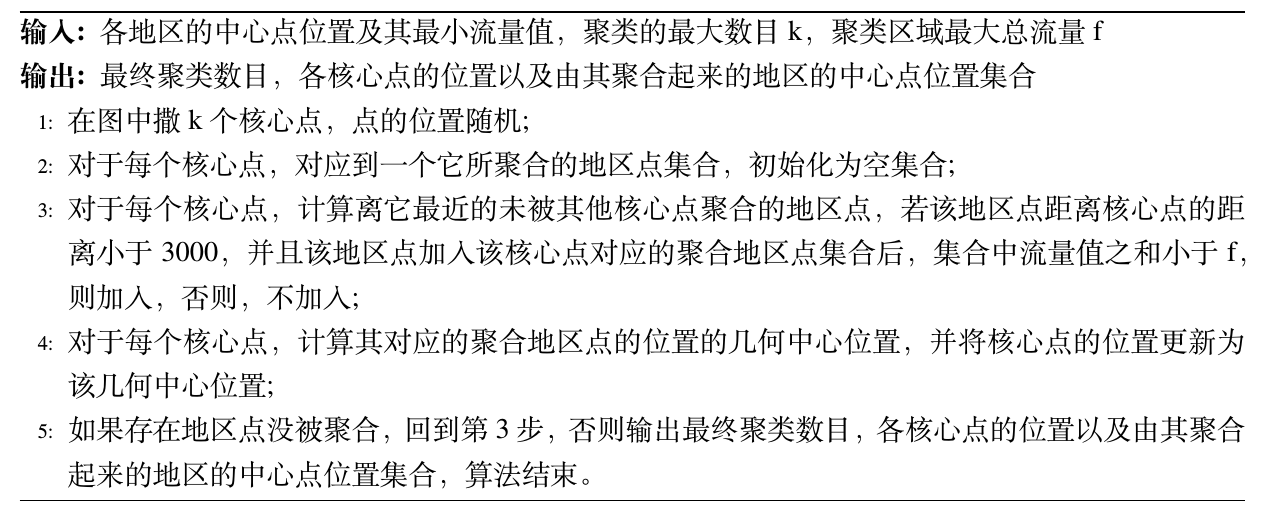 输入：各地区的中心点位置及其最小流量值，聚类的最大数目 k，聚类区域最大总流量 f
输出：最终聚类数目，各核心点的位置以及由其聚合起来的地区的中心点位置集合
1: 在图中撒 k 个核心点，点的位置随机;
2: 对于每个核心点，对应到一个它所聚合的地区点集合，初始化为空集合;
3: 对于每个核心点，计算离它最近的未被其他核心点聚合的地区点，若该地区点距离核心点的距
离小于 3000，并且该地区点加入该核心点对应的聚合地区点集合后，集合中流量值之和小于 f，
则加入，否则，不加入;
4: 对于每个核心点，计算其对应的聚合地区点的位置的几何中心位置，并将核心点的位置更新为
该几何中心位置;
5: 如果存在地区点没被聚合，回到第 3 步，否则输出最终聚类数目，各核心点的位置以及由其聚合
起来的地区的中心点位置集合，算法结束。